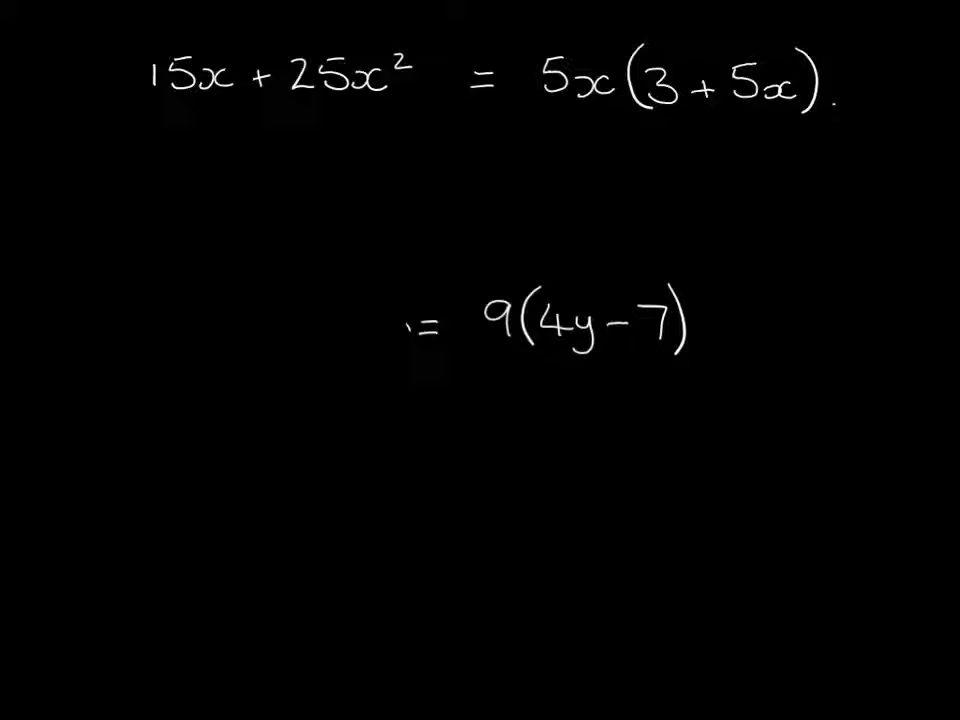 15x + 25x² = 5x(3 + 5x).
= 9(4y - 7)